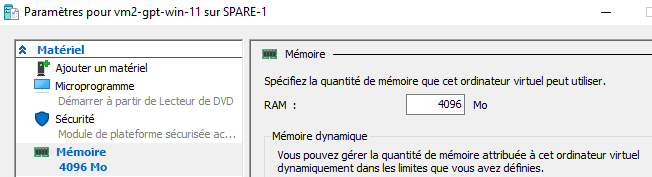 Paramètres pour vm2-gpt-win-11 sur SPARE-1
Matériel
Ajouter un matériel
Microprogramme
Démarrer à partir de Lecteur de DVD
Sécurité
Module de plateforme sécurisée ac...
Mémoire
4096 Mo
Mémoire
Spécifiez la quantité de mémoire que cet ordinateur virtuel peut utiliser.
RAM : 4096 Mo
Mémoire dynamique
Vous pouvez gérer la quantité de mémoire attribuée à cet ordinateur virtuel
dynamiquement dans les limites que vous avez définies.